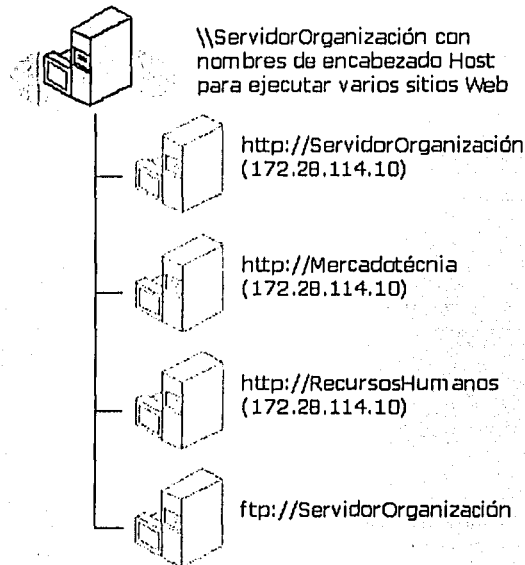 \\ServidorOrganización con
nombres de encabezado Host
para ejecutar varios sitios Web
http://ServidorOrganización
(172.28.114.10)
http://Mercadotécnia
(172.28.114.10)
http://RecursosHumanos
(172.28.114.10)
ftp://ServidorOrganización